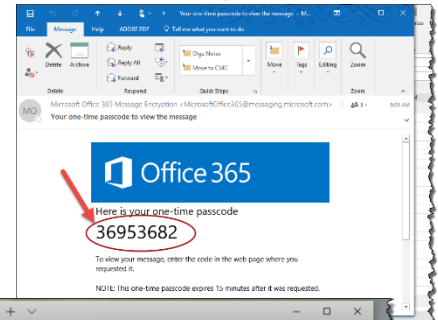 Your one-time passcode to view the message - M...
File Message Help ADOBE PDF Tell me what you want to do
Delete Archive Reply Reply All Forward Olga Notes Move to CMC Move Tags Editing Zoom
Delete Respond Quick Steps Zoom
MO
Microsoft Office 365 Message Encryption <MicrosoftOffice365@messaging.microsoft.com> 1
Your one-time passcode to view the message
Office 365
Here is your one-time passcode
36953682
To view your message, enter the code in the web page where you
requested it.
NOTE: This one-time passcode expires 15 minutes after it was requested.